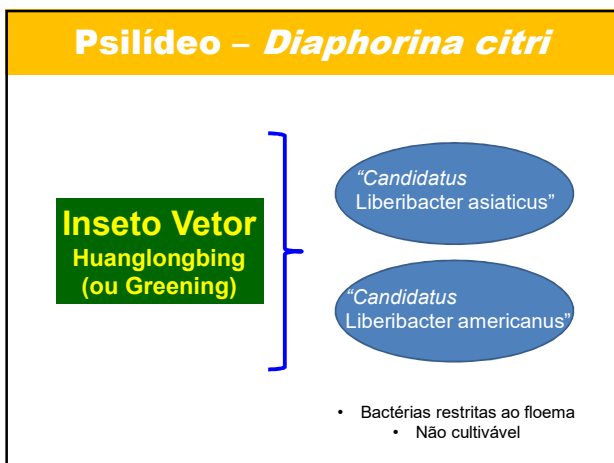 Psilídeo – Diaphorina citri
Inseto Vetor
Huanglongbing
(ou Greening)
“Candidatus
Liberibacter asiaticus”
“Candidatus
Liberibacter americanus”
• Bactérias restritas ao floema
• Não cultivável